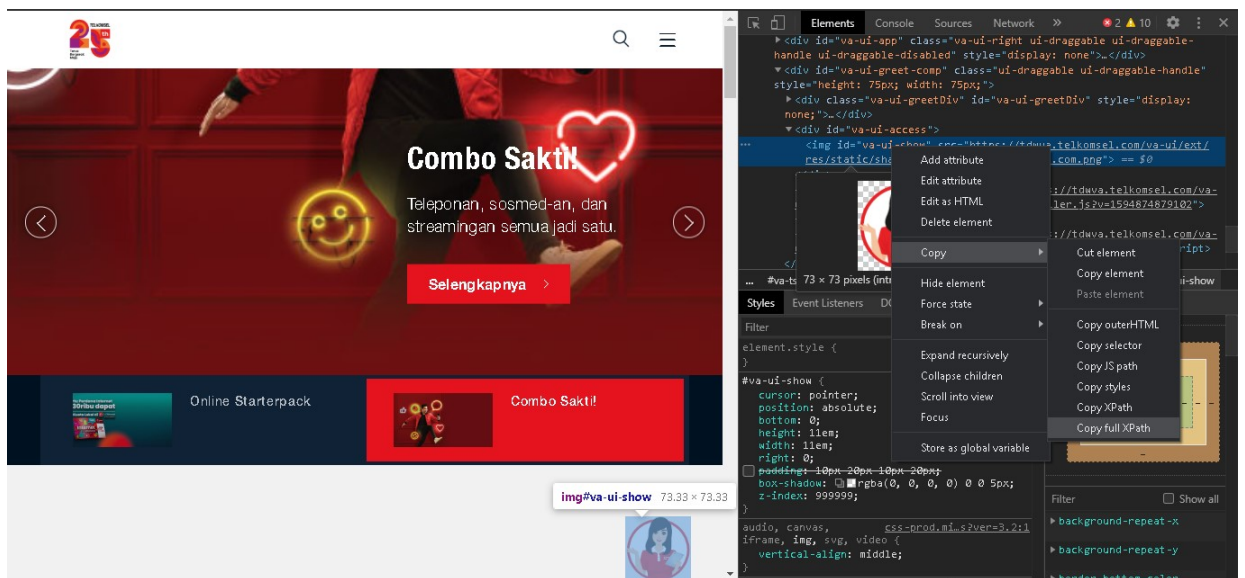 TELKOMSEL
25th
Combo Sakti!
Teleponan, sosmed-an, dan
streamingan semua jadi satu.
Selengkapnya
30ribu dapat
Online Starterpack
Combo Sakti!
img#va-ui-show 73.33 × 73.33
Elements Console Sources Network » 2 10
<div id="va-ui-app" class="va-ui-right ui-draggable ui-draggable-
handle ui-draggable-disabled" style="display: none">…</div>
<div id="va-ui-greet-comp" class="ui-draggable ui-draggable-handle"
style="height: 75px; width: 75px;">
<div class="va-ui-greetDiv" id="va-ui-greetDiv" style="display:
none;">…</div>
<div id="va-ui-access">
<img id="va-ui-show" src="https://tdwva.telkomsel.com/va-ui/ext/
res/static/sha .com.png"> == $0
s://tdwva.telkomsel.com/va-
ler.js?v=1594874879102">
s://tdwva.telkomsel.com/va-
ript>
</
73 × 73 pixels (intr
... #va-ts i-show
Add attribute
Edit attribute
Edit as HTML
Delete element
Copy
Hide element
Force state
Break on
Expand recursively
Collapse children
Scroll into view
Focus
Store as global variable
Cut element
Copy element
Paste element
Copy outerHTML
Copy selector
Copy JS path
Copy styles
Copy XPath
Copy full XPath
Styles Event Listeners DO
Filter
element.style {
}
#va-ui-show {
cursor: pointer;
position: absolute;
bottom: 0;
height: 11em;
width: 11em;
right: 0;
padding: 10px 20px 10px 20px;
box-shadow: rgba(0, 0, 0, 0) 0 0 5px;
z-index: 999999;
}
audio, canvas, css-prod.mi…s?ver=3.2:1
iframe, img, svg, video {
vertical-align: middle;
}
-
Filter Show all
background-repeat-x
background-repeat-y
border-bottom-color